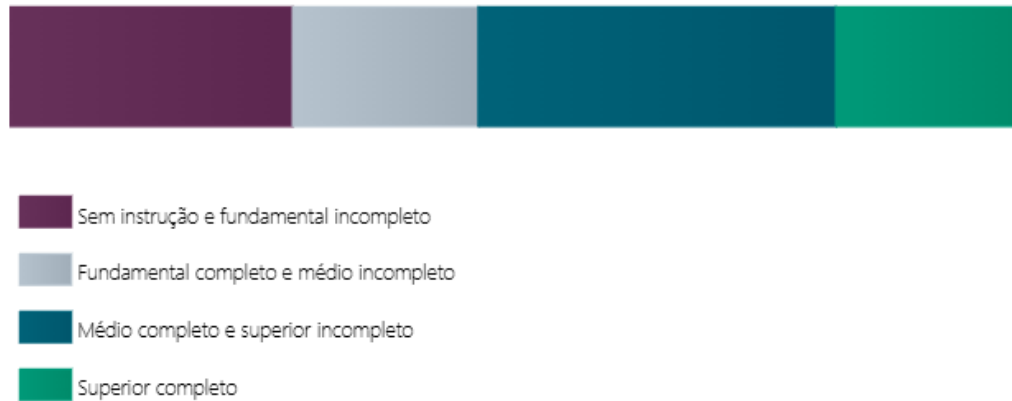 Sem instrução e fundamental incompleto
Fundamental completo e médio incompleto
Médio completo e superior incompleto
Superior completo